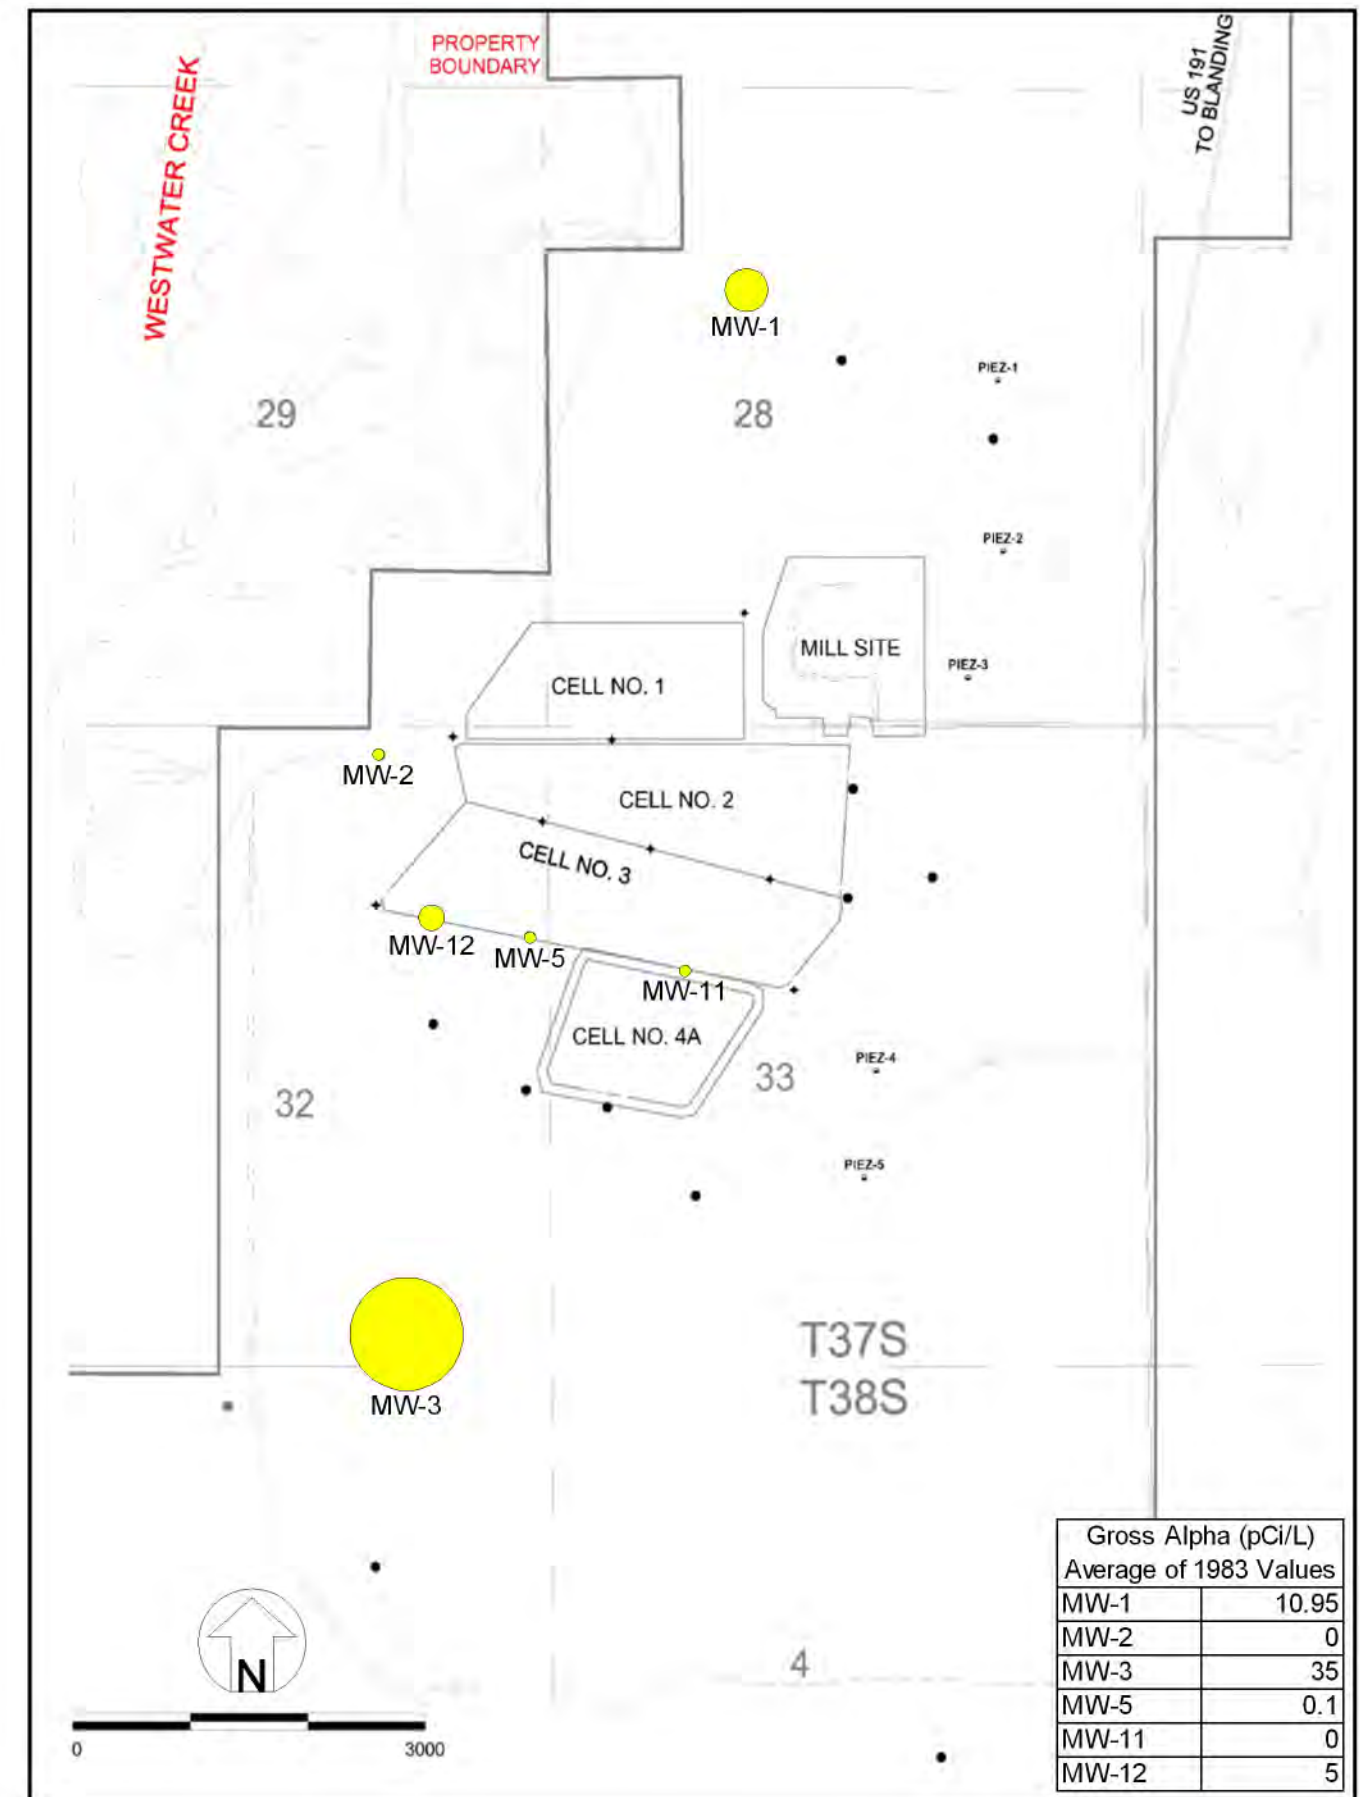 PROPERTY
BOUNDARY
WESTWATER CREEK
US 191
TO BLANDING
MW-1
PIEZ-1
29
28
PIEZ-2
MILL SITE
PIEZ-3
CELL NO. 1
MW-2
CELL NO. 2
CELL NO. 3
MW-12
MW-5
MW-11
CELL NO. 4A
PIEZ-4
33
32
PIEZ-5
T37S
T38S
MW-3
Gross Alpha (pCi/L)
Average of 1983 Values
MW-1 10.95
MW-2 0
MW-3 35
MW-5 0.1
MW-11 0
MW-12 5
4
N
0 3000